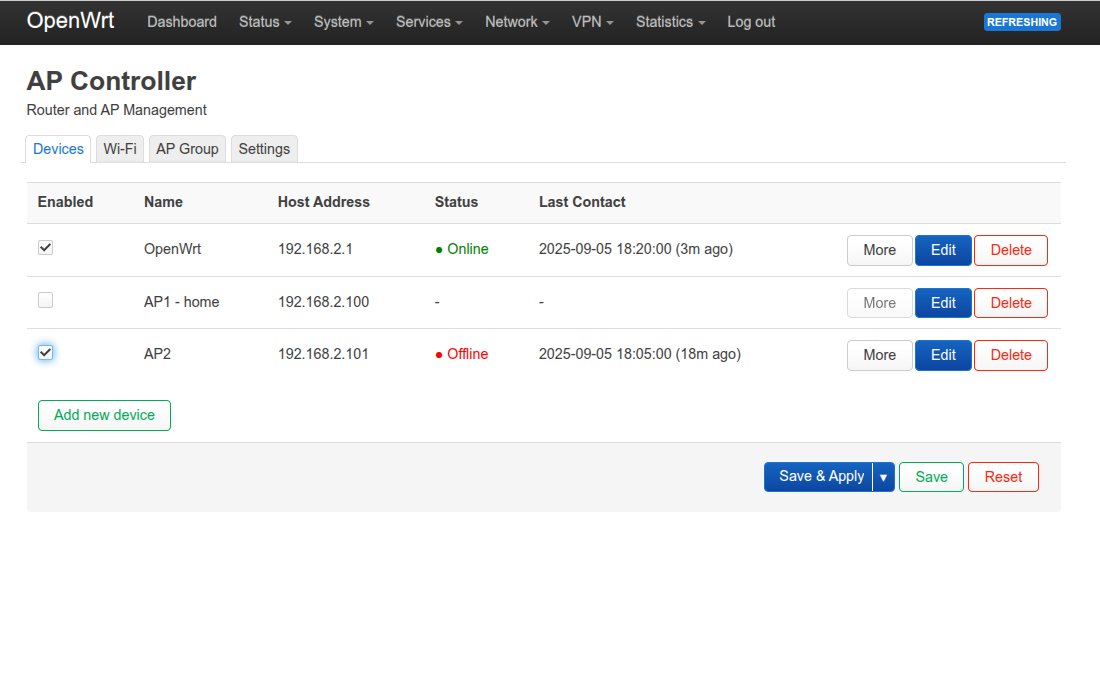 OpenWrt Dashboard Status System Services Network VPN Statistics Log out REFRESHING
AP Controller
Router and AP Management
Devices Wi-Fi AP Group Settings
Enabled Name Host Address Status Last Contact
OpenWrt 192.168.2.1 ● Online 2025-09-05 18:20:00 (3m ago) More Edit Delete
AP1 - home 192.168.2.100 - - More Edit Delete
AP2 192.168.2.101 ● Offline 2025-09-05 18:05:00 (18m ago) More Edit Delete
Add new device
Save & Apply ▾ Save Reset